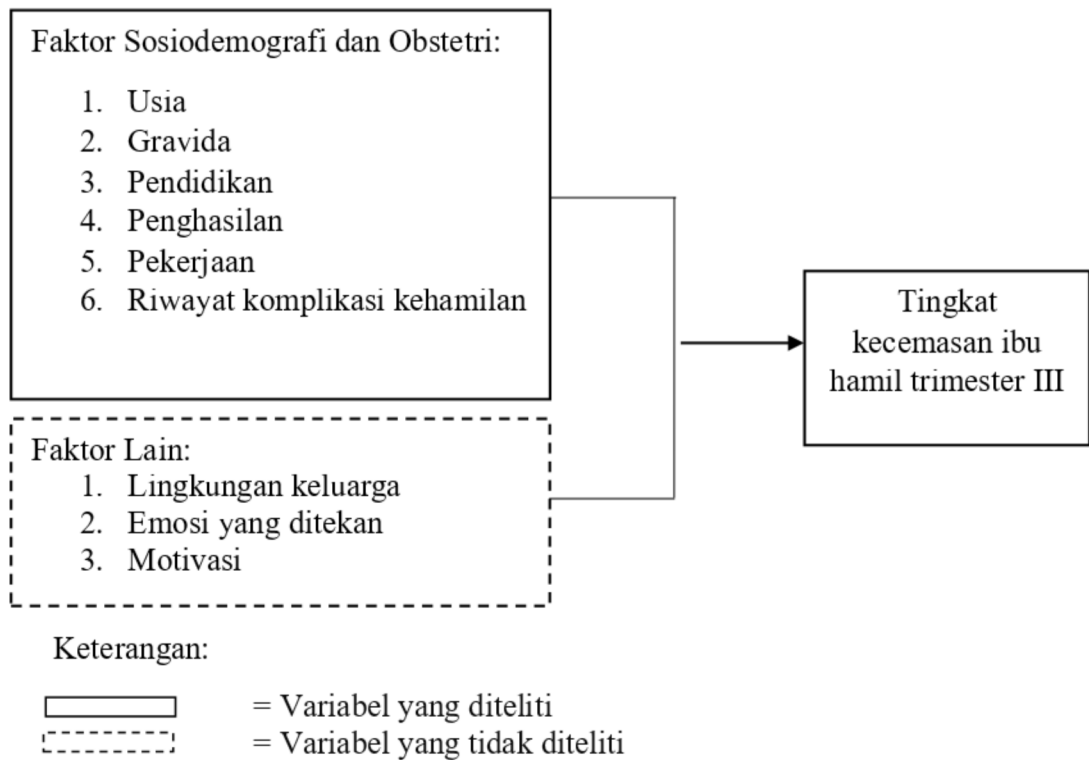 Faktor Sosiodemografi dan Obstetri:
1. Usia
2. Gravida
3. Pendidikan
4. Penghasilan
5. Pekerjaan
6. Riwayat komplikasi kehamilan
Tingkat
kecemasan ibu
hamil trimester III
Faktor Lain:
1. Lingkungan keluarga
2. Emosi yang ditekan
3. Motivasi
Keterangan:
= Variabel yang diteliti
= Variabel yang tidak diteliti